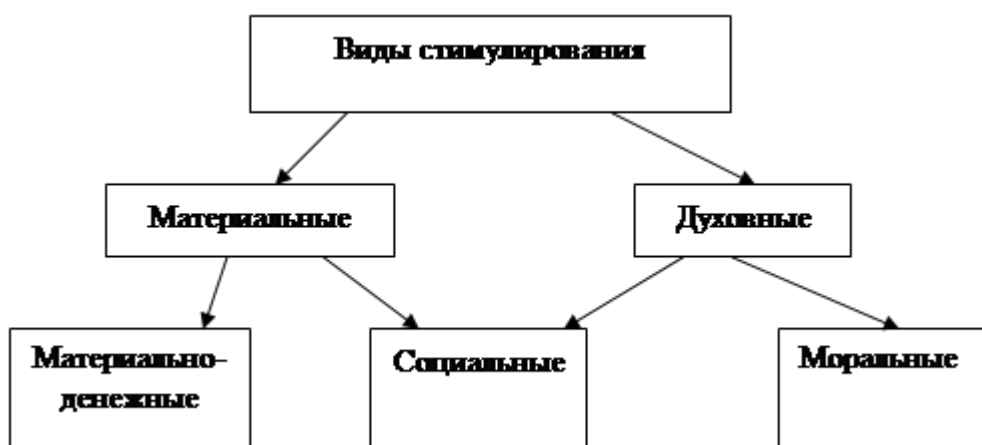 Виды стимулирования
Материальные
Духовные
Материально-
денежные
Социальные
Моральные